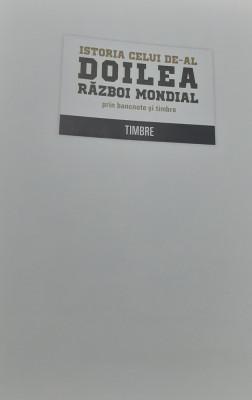 ISTORIA CELUI DE-AL
DOILEA
RĂZBOI MONDIAL
prin bancnote și timbre
TIMBRE